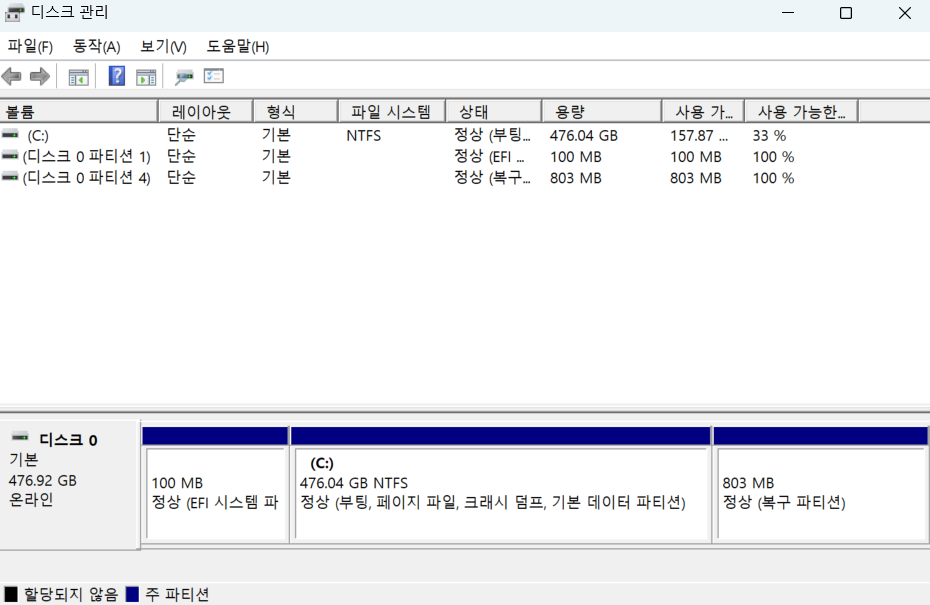 디스크 관리
파일(F) 동작(A) 보기(V) 도움말(H)
볼륨 레이아웃 형식 파일 시스템 상태 용량 사용 가... 사용 가능한...
(C:) 단순 기본 NTFS 정상 (부팅... 476.04 GB 157.87 ... 33 %
(디스크 0 파티션 1) 단순 기본 정상 (EFI ... 100 MB 100 MB 100 %
(디스크 0 파티션 4) 단순 기본 정상 (복구... 803 MB 803 MB 100 %
디스크 0
기본
476.92 GB
온라인
100 MB
정상 (EFI 시스템 파
(C:)
476.04 GB NTFS
정상 (부팅, 페이지 파일, 크래시 덤프, 기본 데이터 파티션)
803 MB
정상 (복구 파티션)
할당되지 않음 주 파티션